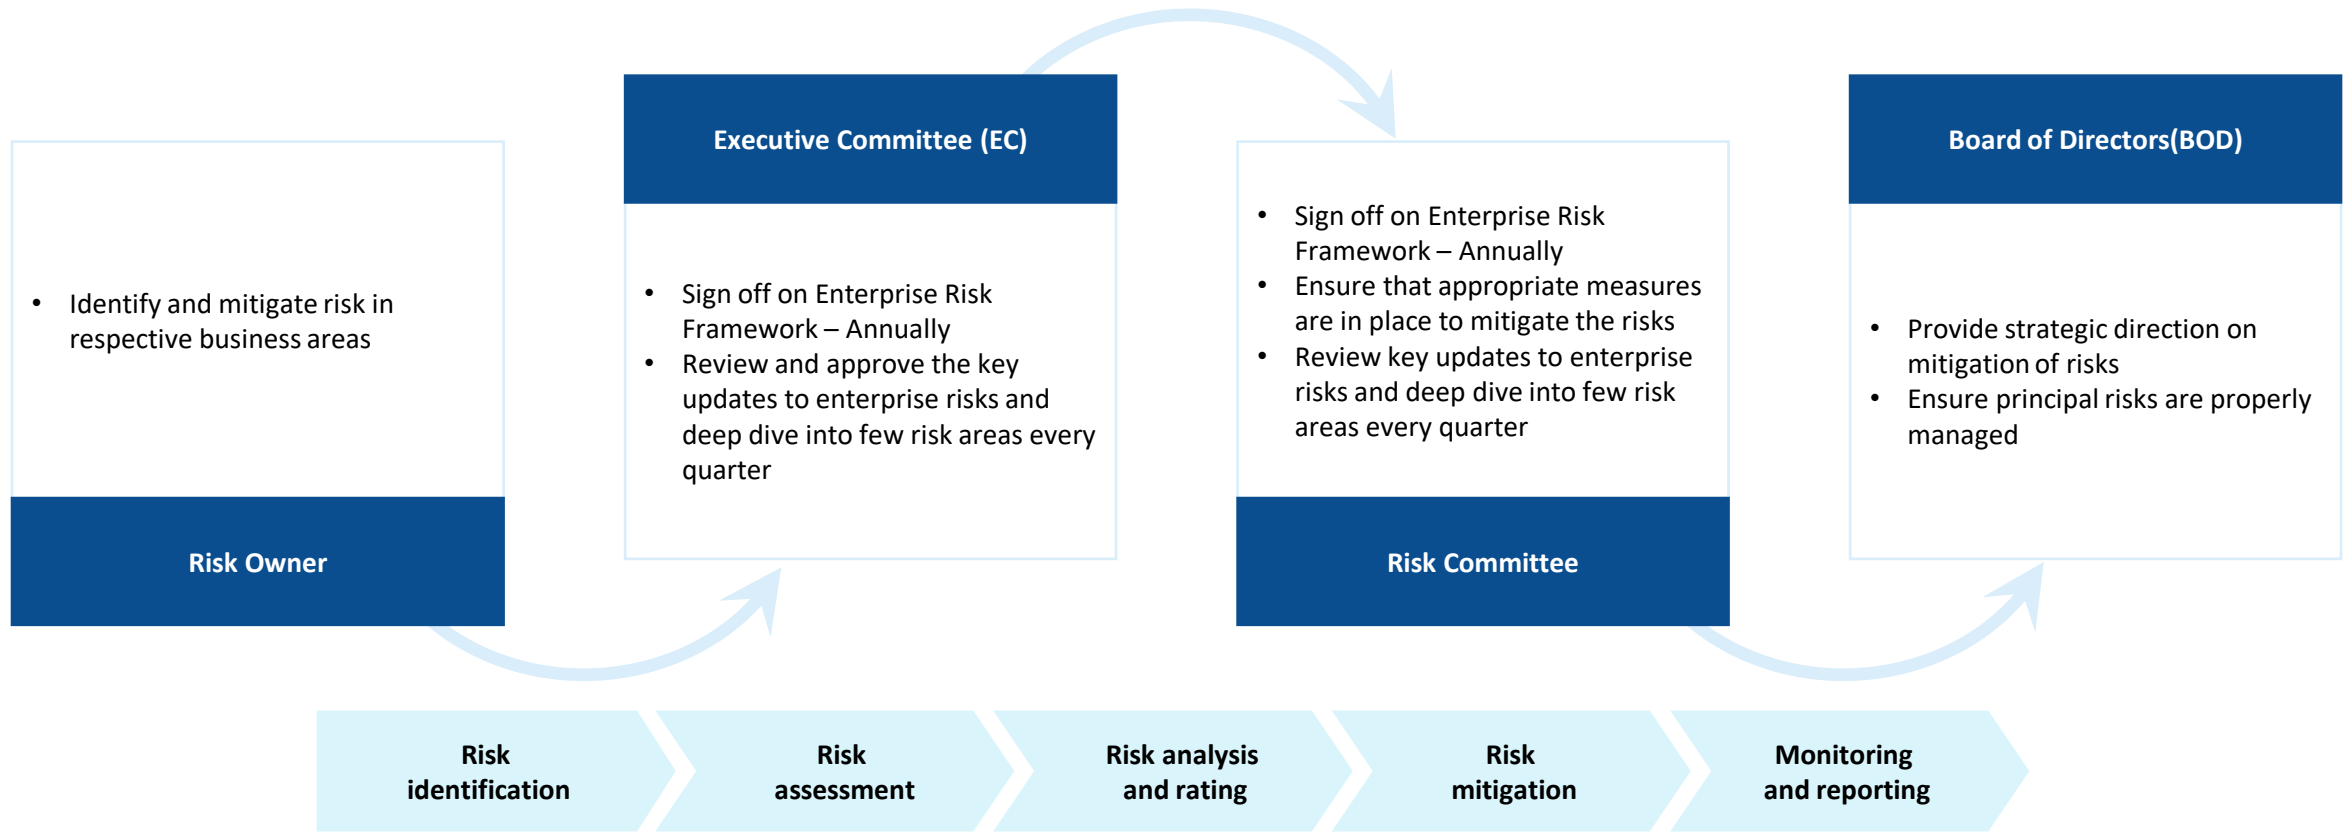 • Identify and mitigate risk in
respective business areas
Risk Owner
Executive Committee (EC)
• Sign off on Enterprise Risk
Framework – Annually
• Review and approve the key
updates to enterprise risks and
deep dive into few risk areas every
quarter
• Sign off on Enterprise Risk
Framework – Annually
• Ensure that appropriate measures
are in place to mitigate the risks
• Review key updates to enterprise
risks and deep dive into few risk
areas every quarter
Risk Committee
Board of Directors(BOD)
• Provide strategic direction on
mitigation of risks
• Ensure principal risks are properly
managed
Risk
identification
Risk
assessment
Risk analysis
and rating
Risk
mitigation
Monitoring
and reporting